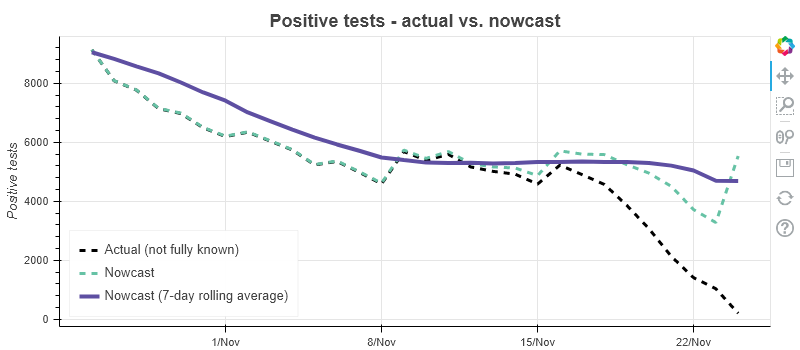 Positive tests - actual vs. nowcast
Positive tests
8000
6000
4000
2000
0
Actual (not fully known)
Nowcast
Nowcast (7-day rolling average)
1/Nov
8/Nov
15/Nov
22/Nov